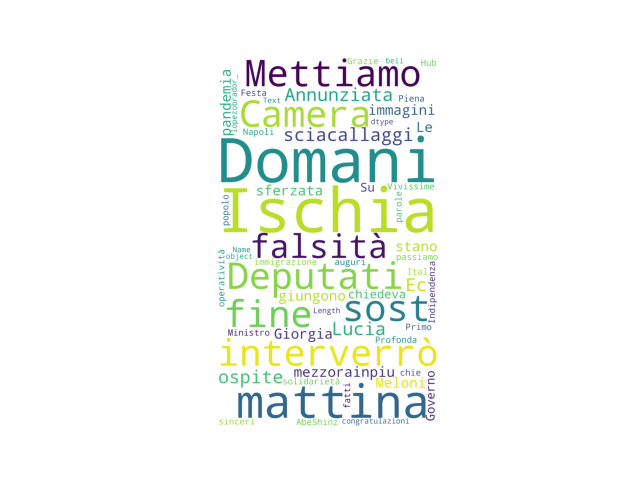 Grazie bell Hub
Mettiamo
pandemia
lopezobrador_
Festa Text Annunziata Piena
Camera immagini
dtype
Napoli sciacallaggi Le
Domani
sferzata Su Vivissime
Ischia
popolo
parole
falsità stano
Name
object immigrazione auguri passiamo
operatività
Deputati Ital
Ec
giungono chiedeva
Indipendenza
fine Length sost
Ministro Giorgia Lucia Primo
Profonda
interverrò
mezzorainpiu chie
ospite solidarietà Meloni
Governo
fatti
mattina
sinceri AbeShinz congratulazioni